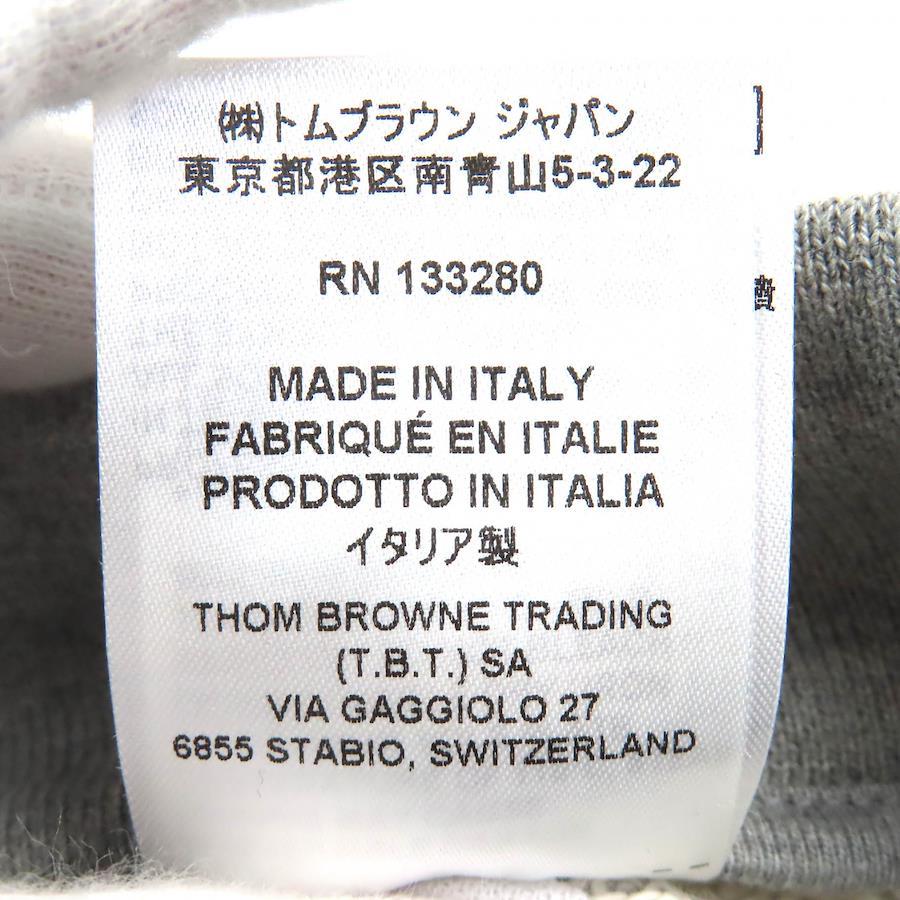 ㈱トムブラウン ジャパン
東京都港区南青山5-3-22
RN 133280
MADE IN ITALY
FABRIQUÉ EN ITALIE
PRODOTTO IN ITALIA
イタリア製
THOM BROWNE TRADING
(T.B.T.) SA
VIA GAGGIOLO 27
6855 STABIO, SWITZERLAND